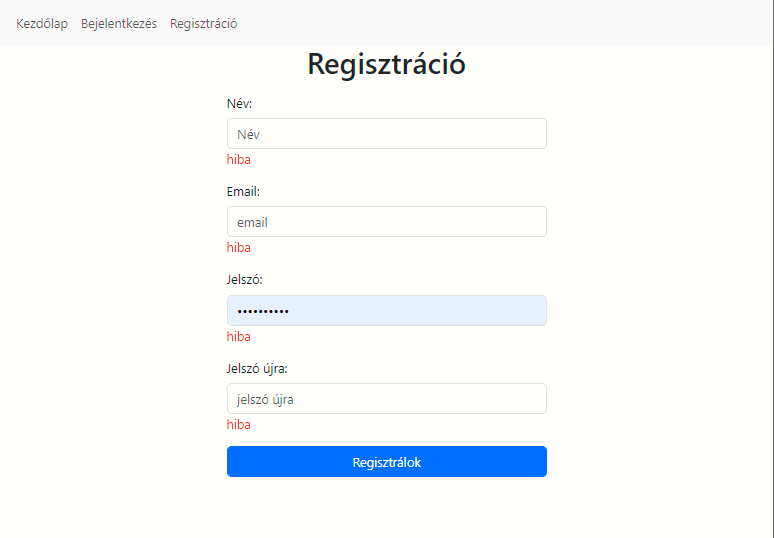 Kezdőlap Bejelentkezés Regisztráció
Regisztráció
Név:
Név
hiba
Email:
email
hiba
Jelszó:
••••••••••
hiba
Jelszó újra:
jelszó újra
hiba
Regisztrálok